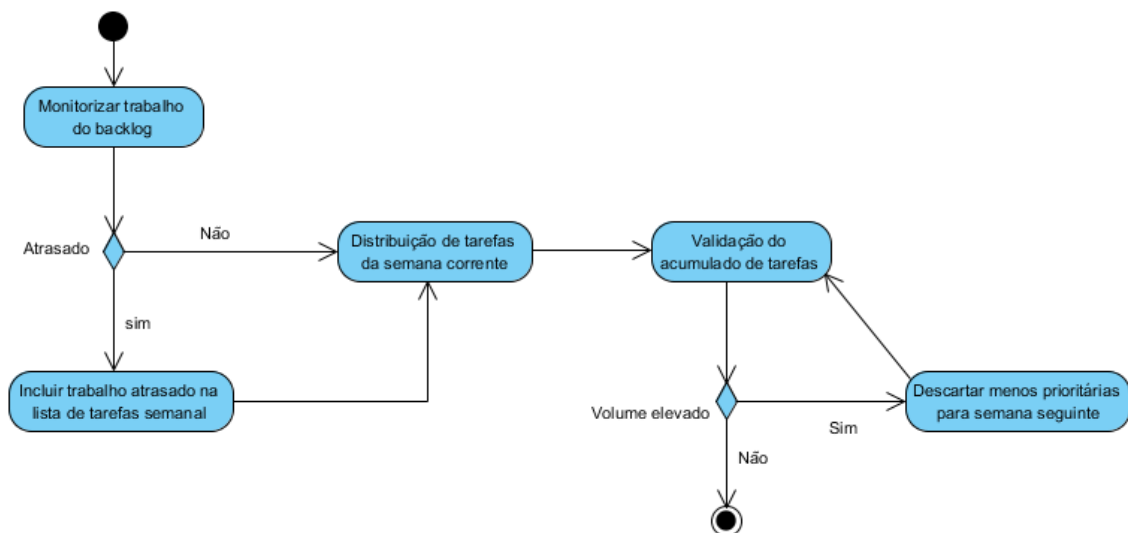 Monitorizar trabalho
do backlog
Atrasado
Não
sim
Incluir trabalho atrasado na
lista de tarefas semanal
Distribuição de tarefas
da semana corrente
Validação do
acumulado de tarefas
Volume elevado
Sim
Não
Descartar menos prioritárias
para semana seguinte